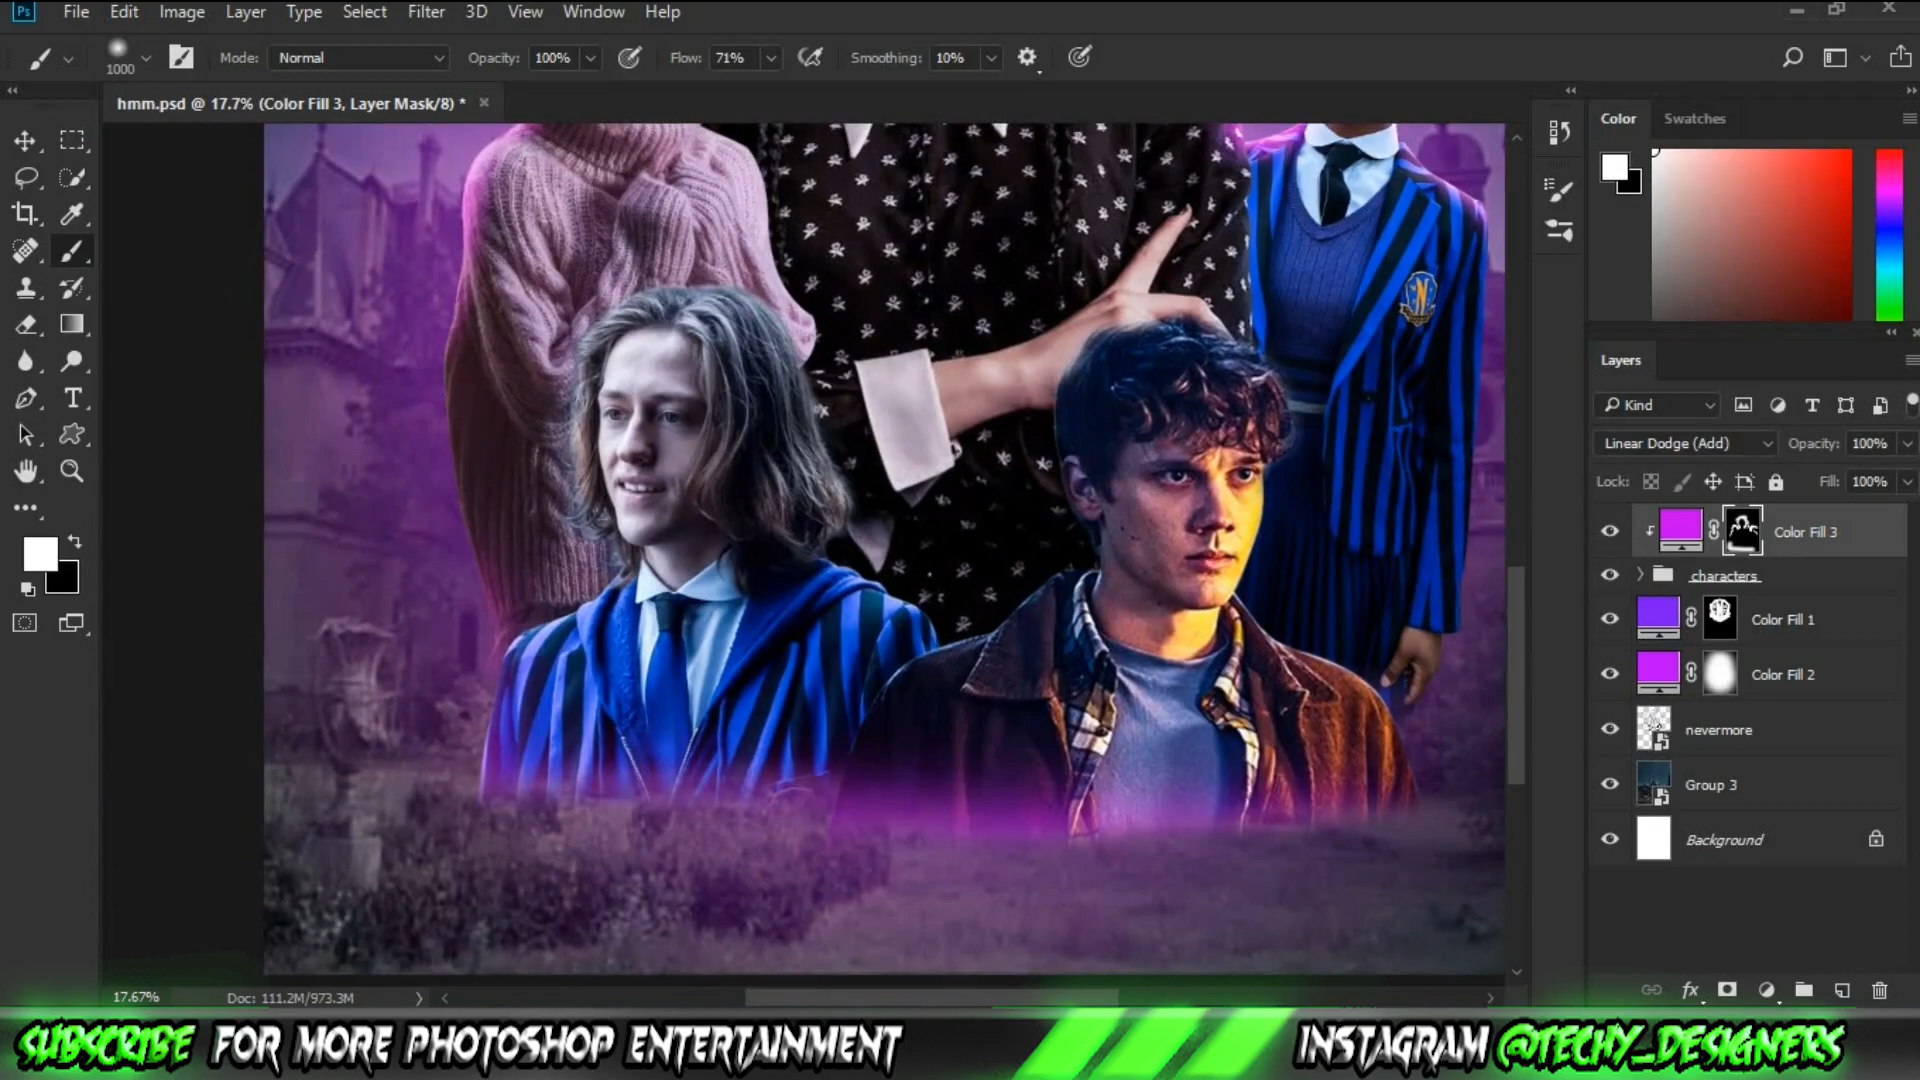 Ps File Edit Image Layer Type Select Filter 3D View Window Help
1000 Mode: Normal Opacity: 100% Flow: 71% Smoothing: 10%
hmm.psd @ 17.7% (Color Fill 3, Layer Mask/8) *
Color Swatches
N
Layers
Kind
Linear Dodge (Add) Opacity: 100%
Lock: Fill: 100%
Color Fill 3
characters
Color Fill 1
Color Fill 2
nevermore
Group 3
Background
fx
17.67% Doc: 111.2M/973.3M
SUBSCRIBE FOR MORE PHOTOSHOP ENTERTAINMENT INSTAGRAM @TECHY_DESIGNERS